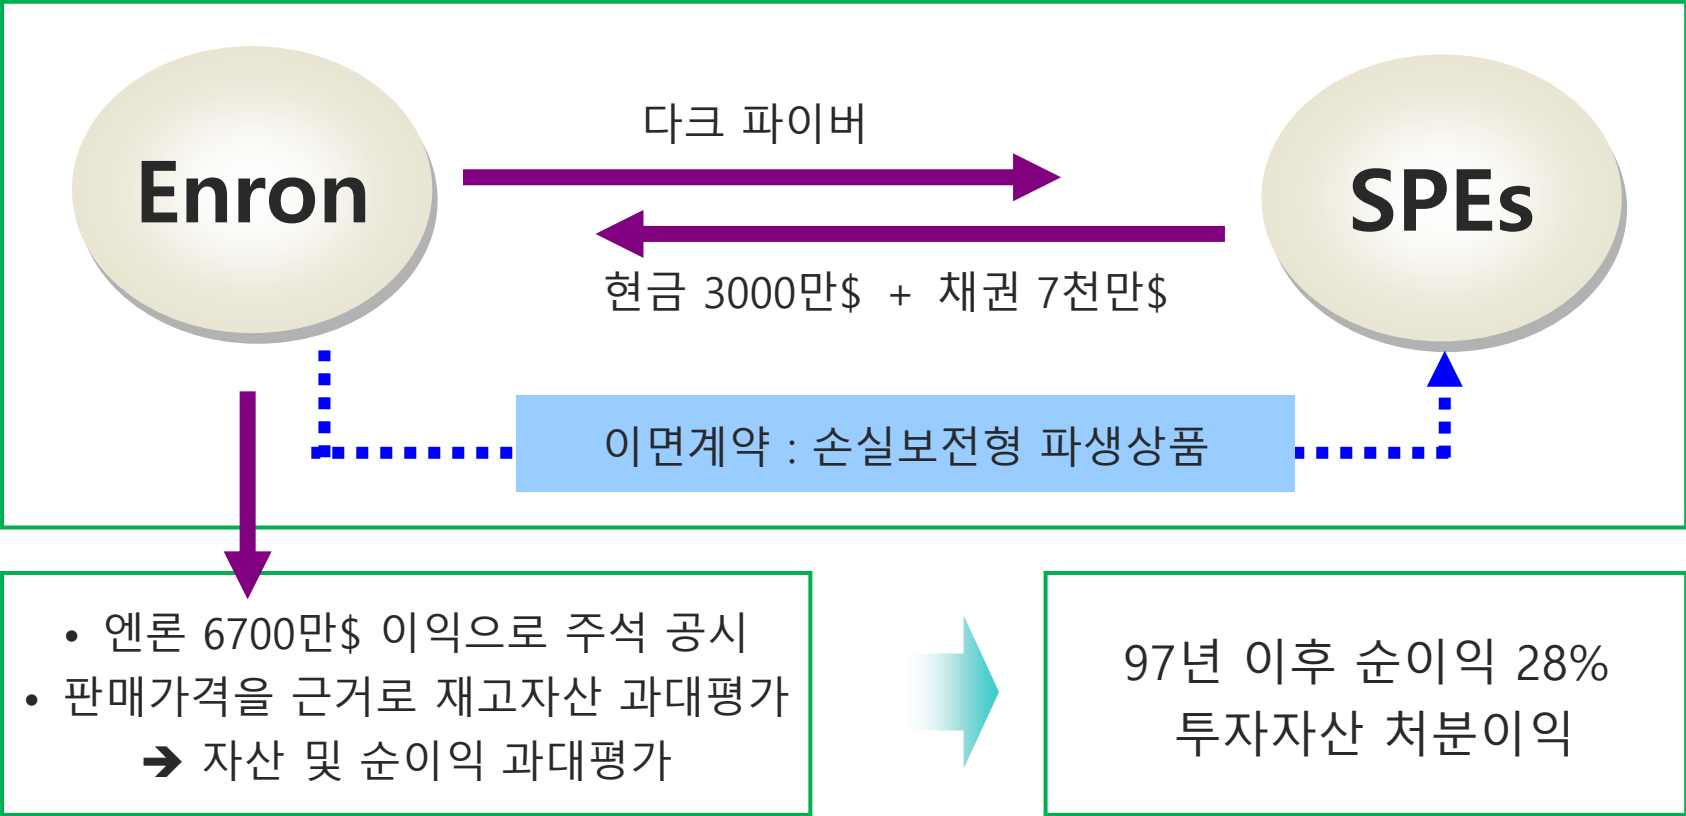 다크 파이버
Enron
SPEs
현금 3000만$ + 채권 7천만$
이면계약 : 손실보전형 파생상품
• 엔론 6700만$ 이익으로 주석 공시
• 판매가격을 근거로 재고자산 과대평가
➔ 자산 및 순이익 과대평가
97년 이후 순이익 28%
투자자산 처분이익